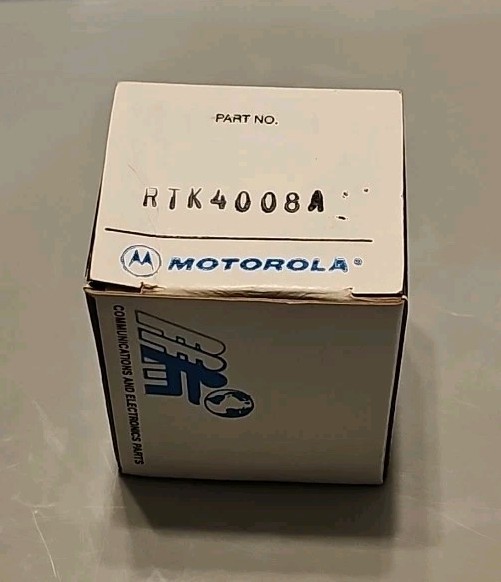 PART NO.
RTK4008A
MOTOROLA®
COMMUNICATIONS AND ELECTRONICS PARTS